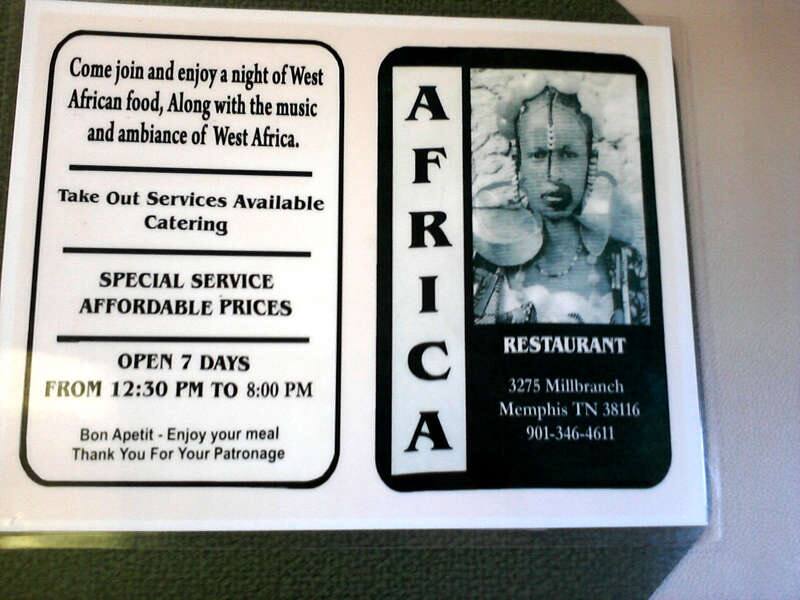 Come join and enjoy a night of West
African food, Along with the music
and ambiance of West Africa.
Take Out Services Available
Catering
SPECIAL SERVICE
AFFORDABLE PRICES
OPEN 7 DAYS
FROM 12:30 PM TO 8:00 PM
Bon Apetit - Enjoy your meal
Thank You For Your Patronage
AFRICA
RESTAURANT
3275 Millbranch
Memphis TN 38116
901-346-4611